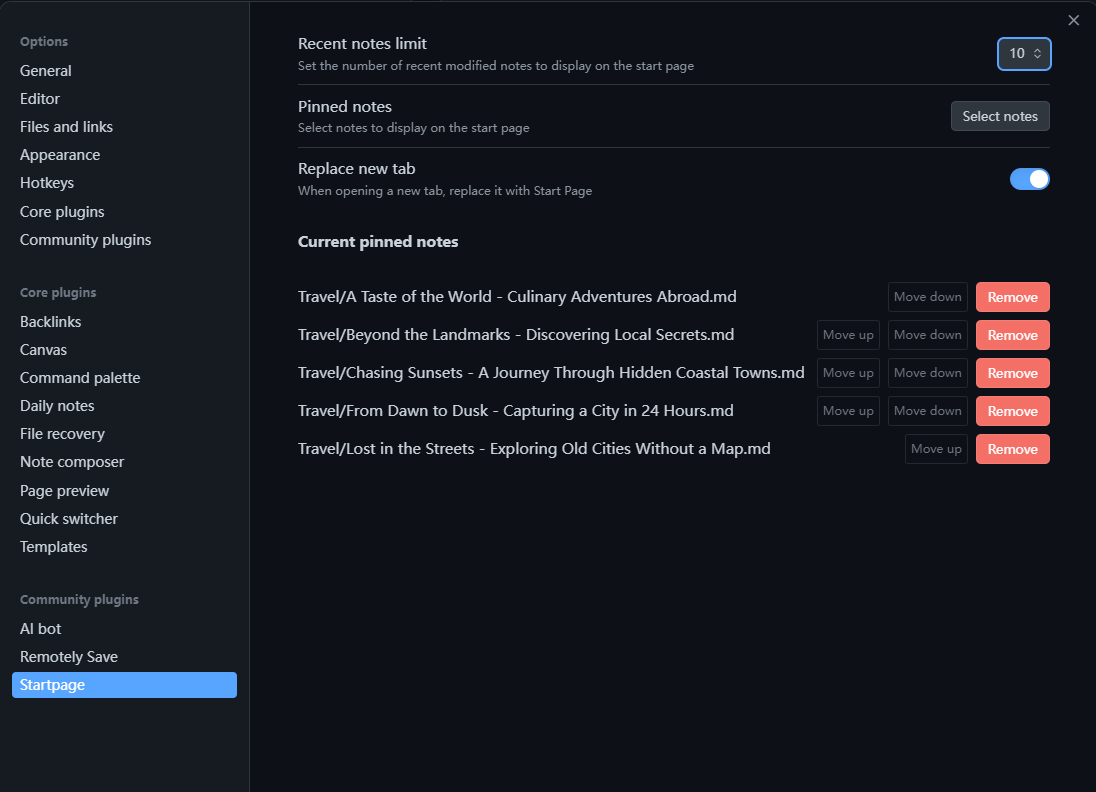 Options
General
Editor
Files and links
Appearance
Hotkeys
Core plugins
Community plugins
Core plugins
Backlinks
Canvas
Command palette
Daily notes
File recovery
Note composer
Page preview
Quick switcher
Templates
Community plugins
AI bot
Remotely Save
Startpage
Recent notes limit
Set the number of recent modified notes to display on the start page
10
Pinned notes
Select notes to display on the start page
Select notes
Replace new tab
When opening a new tab, replace it with Start Page
Current pinned notes
Travel/A Taste of the World - Culinary Adventures Abroad.md Move down Remove
Travel/Beyond the Landmarks - Discovering Local Secrets.md Move up Move down Remove
Travel/Chasing Sunsets - A Journey Through Hidden Coastal Towns.md Move up Move down Remove
Travel/From Dawn to Dusk - Capturing a City in 24 Hours.md Move up Move down Remove
Travel/Lost in the Streets - Exploring Old Cities Without a Map.md Move up Remove